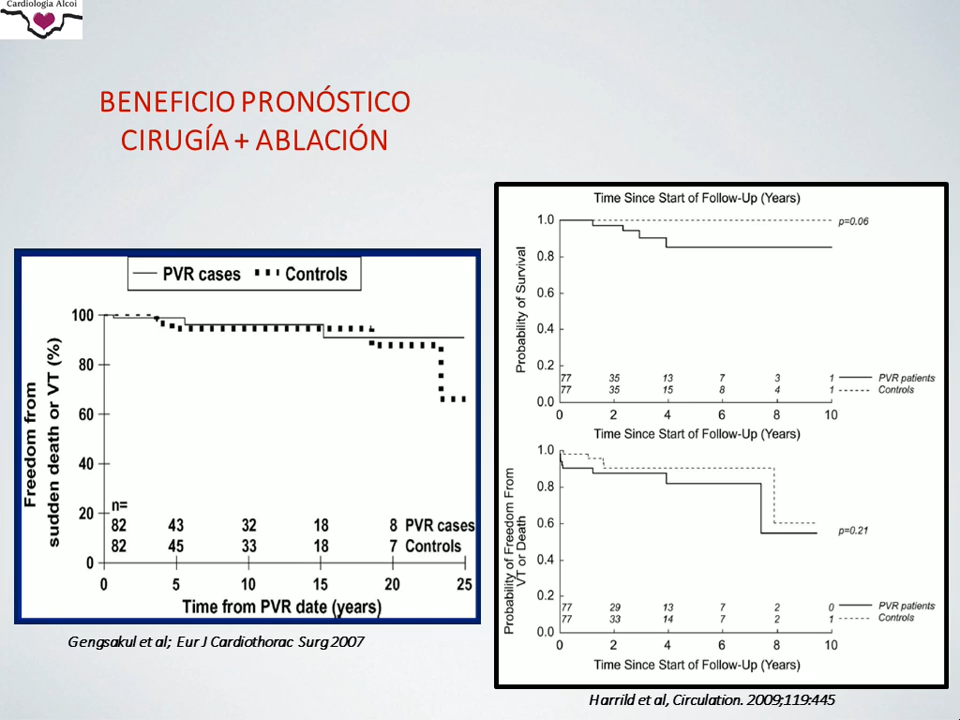 Cardiología Alcoi
BENEFICIO PRONÓSTICO
CIRUGÍA + ABLACIÓN
PVR cases Controls
Freedom from
sudden death or VT (%)
100
80
60
40
20
0
n=
82 43 32 18 8 PVR cases
82 45 33 18 7 Controls
0 5 10 15 20 25
Time from PVR date (years)
Gengsakul et al; Eur J Cardiothorac Surg 2007
Time Since Start of Follow-Up (Years)
Probability of Survival
1.0
0.8
0.6
0.4
0.2
0.0
p=0.06
77 35 13 7 3 1 PVR patients
77 35 15 8 4 1 Controls
0 2 4 6 8 10
Time Since Start of Follow-Up (Years)
Probability of Freedom From
VT or Death
1.0
0.8
0.6
0.4
0.2
0.0
p=0.21
77 29 13 7 2 0 PVR patients
77 33 14 7 2 1 Controls
0 2 4 6 8 10
Time Since Start of Follow-Up (Years)
Harrild et al, Circulation. 2009;119:445